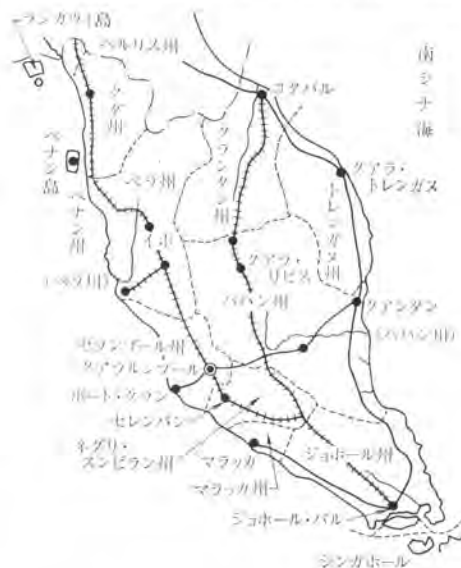 ランカウイ島
ペルリス州
ケダ州
コタバル
南シナ海
ペナン島
ペナン州
クランタン州
クアラ・
トレンガヌ
トレンガヌ州
ペラ州
イポ
クアラ・
リピス
(ペラ川)
パハン州
クアンタン
(パハン川)
セランゴール州
クアラルンプール
ポート・クラン
セレンバン
ネグリ・
スンビラン州
マラッカ
マラッカ州
ジョホール州
ジョホール・バル
シンガポール